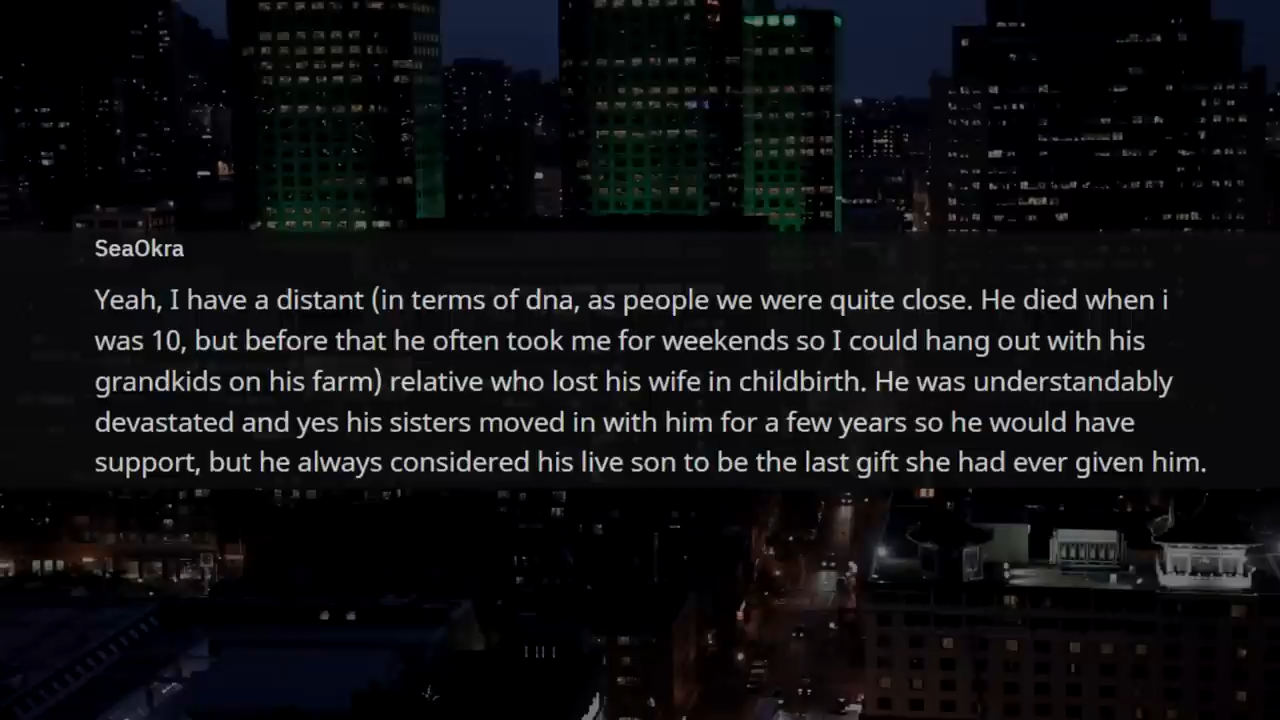 SeaOkra
Yeah, I have a distant (in terms of dna, as people we were quite close. He died when i
was 10, but before that he often took me for weekends so I could hang out with his
grandkids on his farm) relative who lost his wife in childbirth. He was understandably
devastated and yes his sisters moved in with him for a few years so he would have
support, but he always considered his live son to be the last gift she had ever given him.